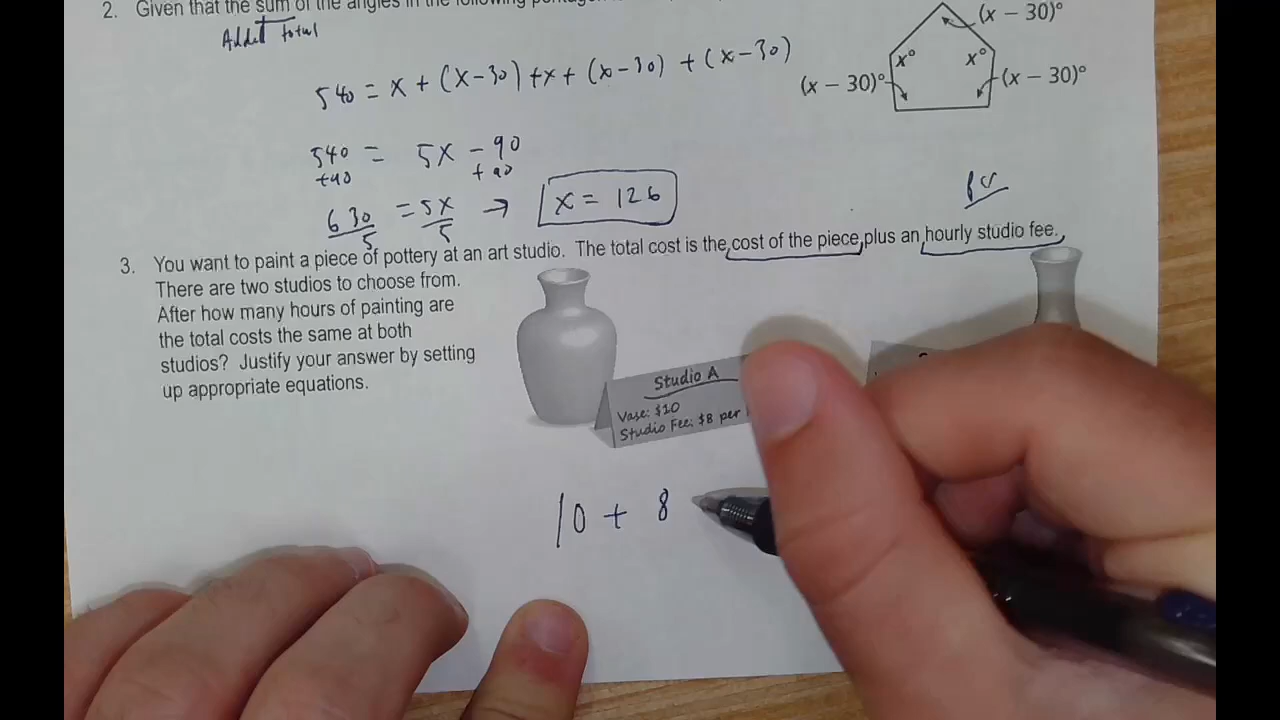 2. Given that the sum of the angles in the following
Added Total
(x – 30)°
540 = x + (x-30) + x + (x-30) + (x-30)
x° x°
(x – 30)° (x – 30)°
540 = 5x - 90
+90 +90
630 = 5x → x = 126
5 5
3. You want to paint a piece of pottery at an art studio. The total cost is the cost of the piece plus an hourly studio fee.
There are two studios to choose from.
After how many hours of painting are
the total costs the same at both
studios? Justify your answer by setting
up appropriate equations.
Studio A
Vase: $10
Studio Fee: $8 per
10 + 8